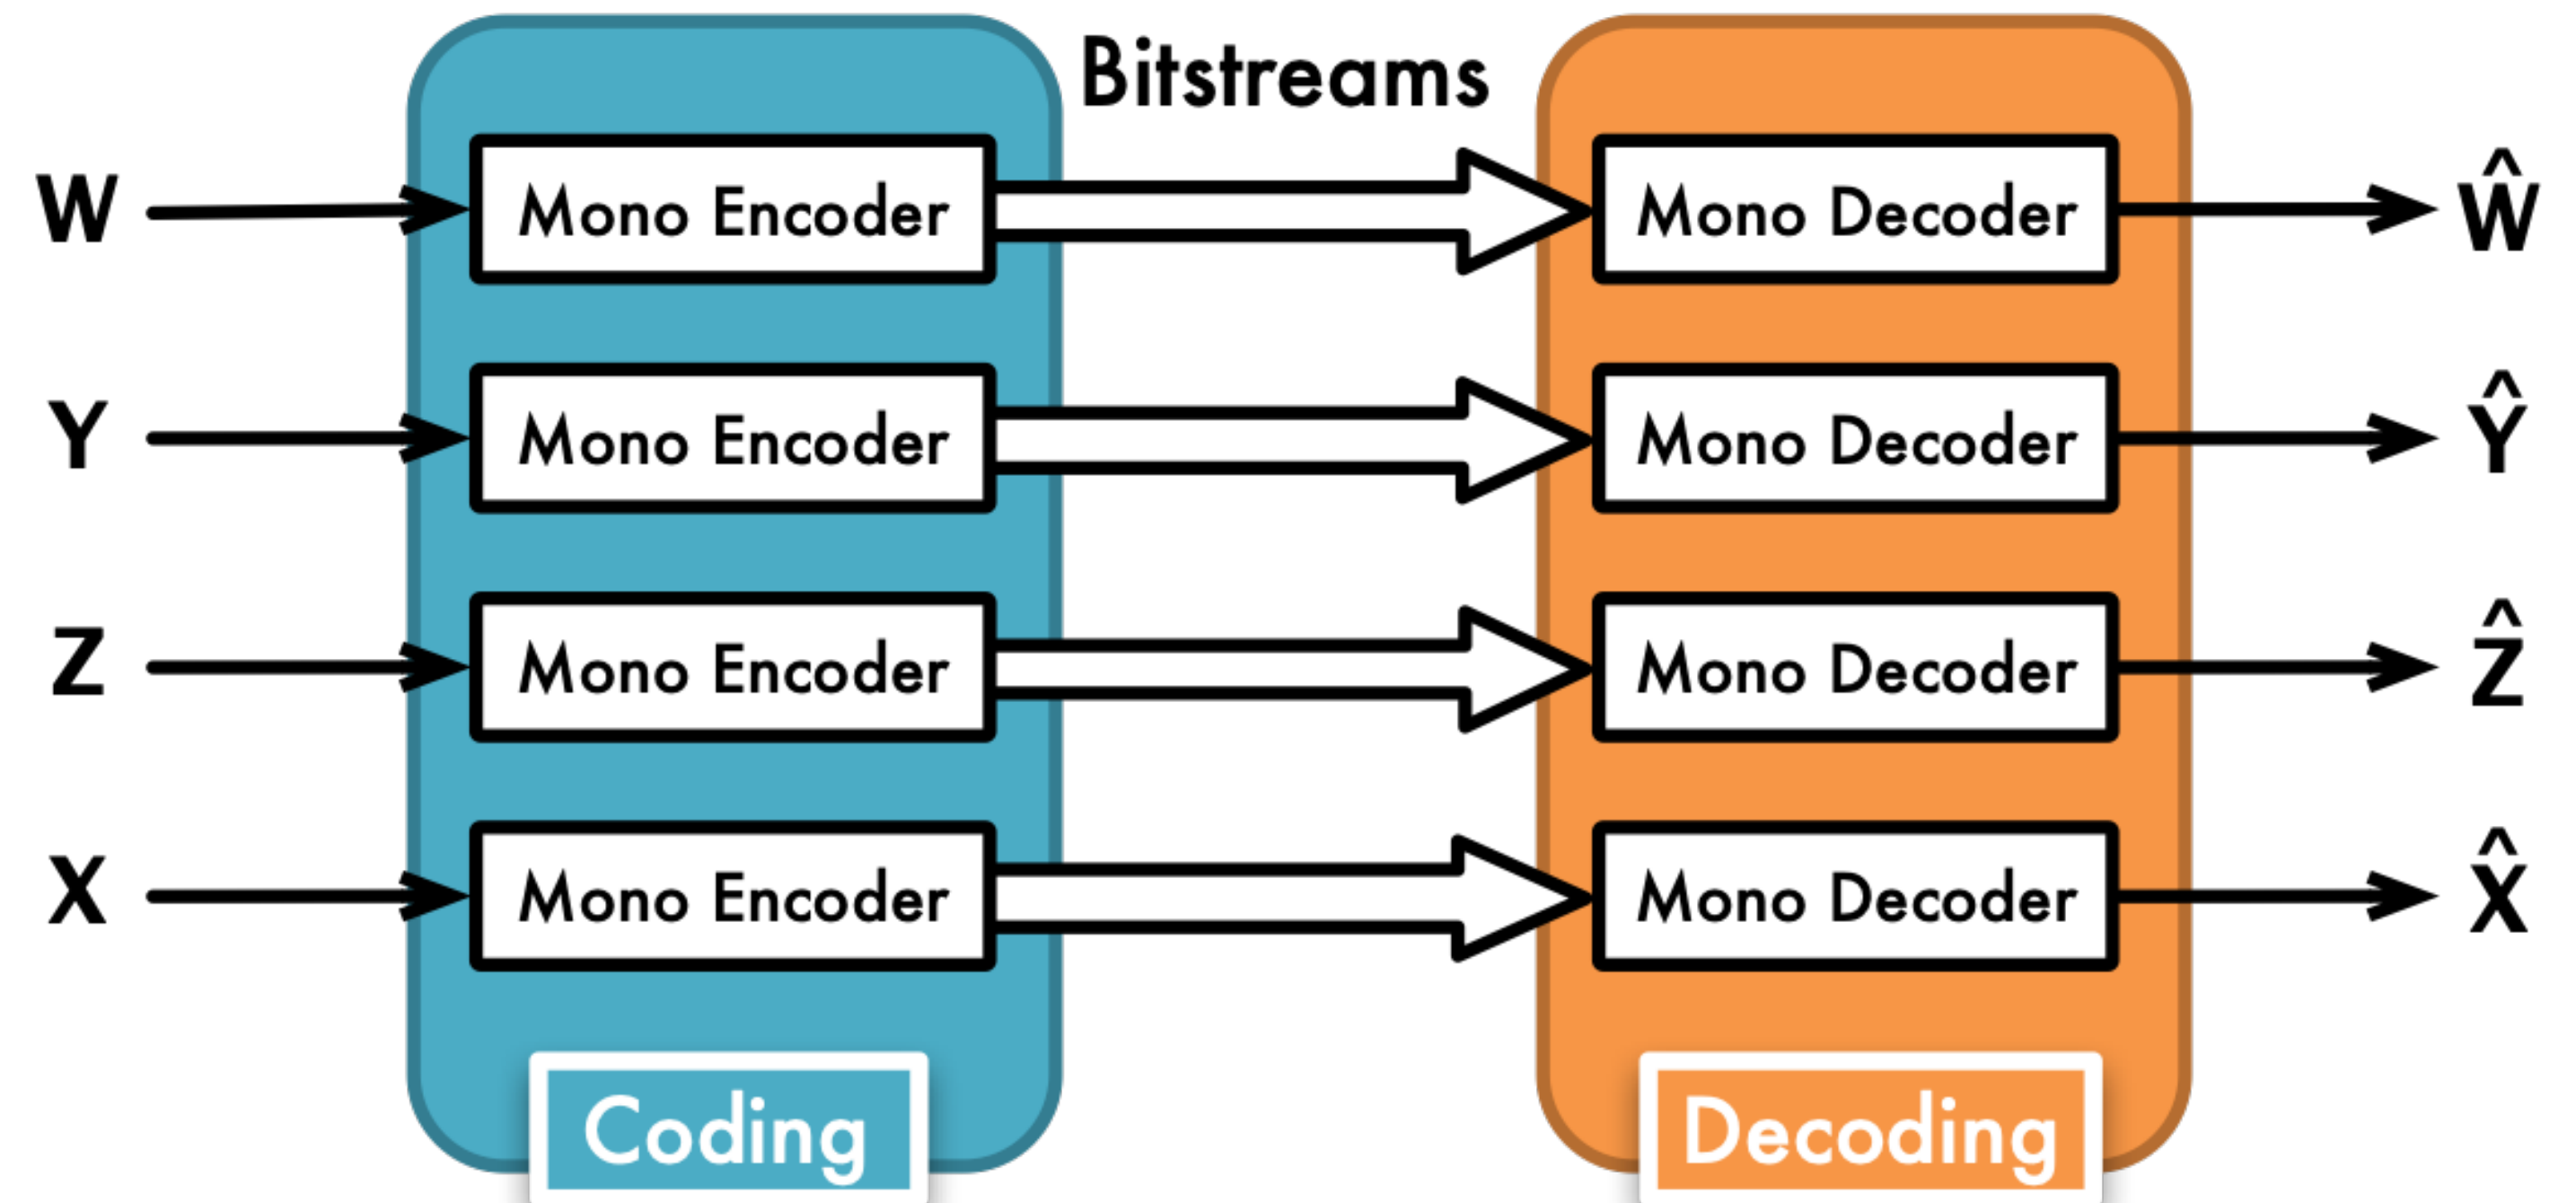 Bitstreams
W Mono Encoder Mono Decoder Ŵ
Y Mono Encoder Mono Decoder Ŷ
Z Mono Encoder Mono Decoder Ẑ
X Mono Encoder Mono Decoder X̂
Coding Decoding